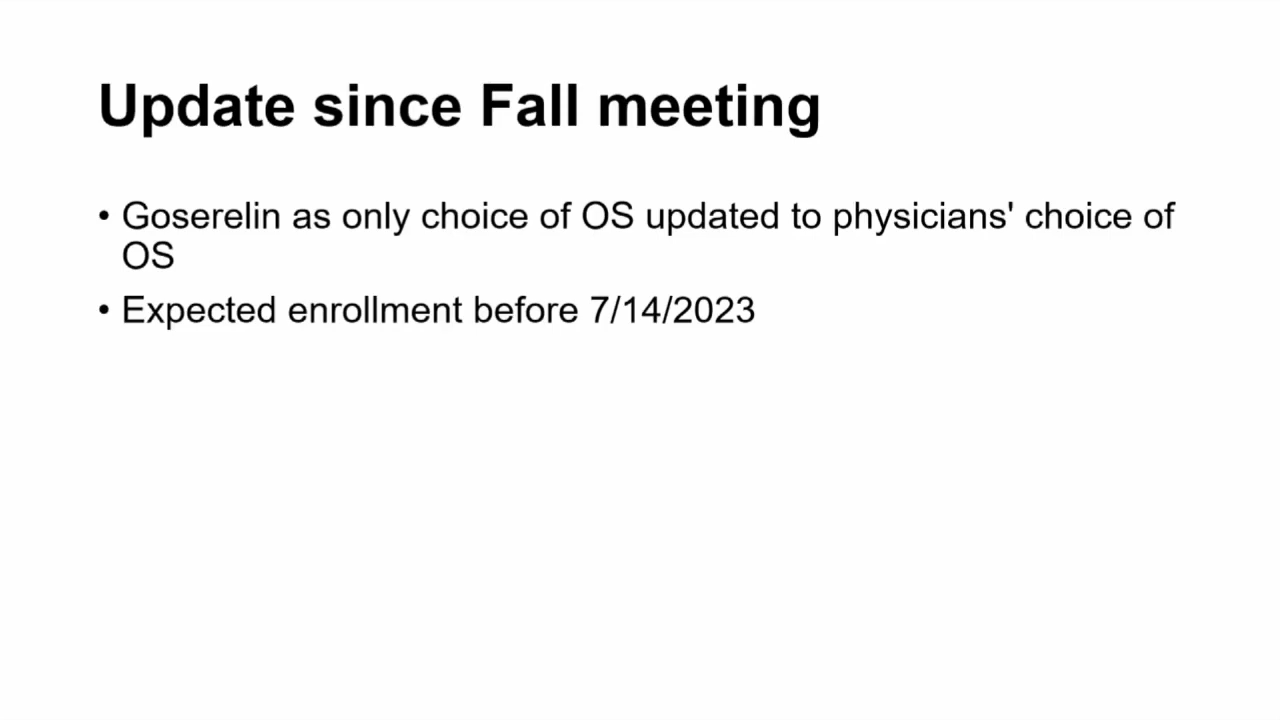 Update since Fall meeting
• Goserelin as only choice of OS updated to physicians' choice of
OS
• Expected enrollment before 7/14/2023